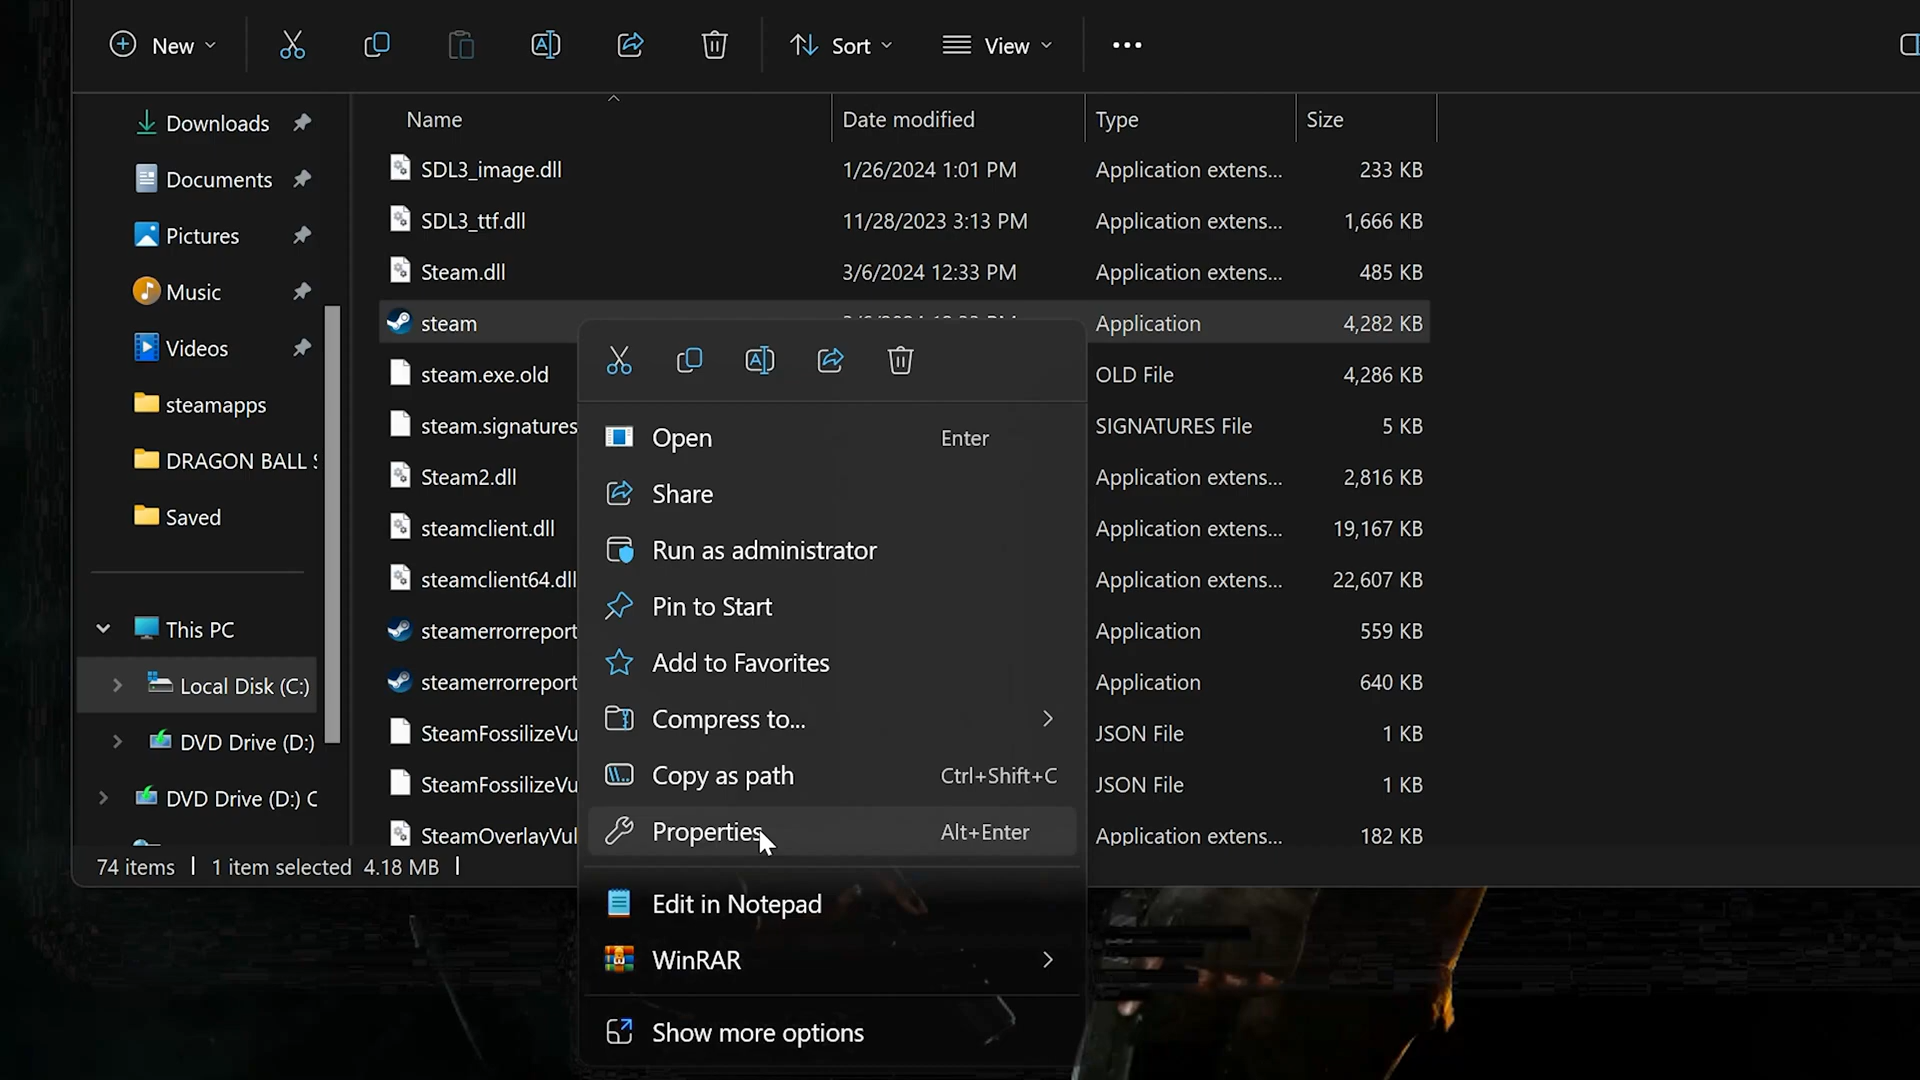 New
Sort
View
Name
Date modified
Type
Size
Downloads
Documents
Pictures
Music
Videos
steamapps
DRAGON BALL
Saved
This PC
Local Disk (C:)
DVD Drive (D:)
DVD Drive (D:) C
SDL3_image.dll 1/26/2024 1:01 PM Application extens... 233 KB
SDL3_ttf.dll 11/28/2023 3:13 PM Application extens... 1,666 KB
Steam.dll 3/6/2024 12:33 PM Application extens... 485 KB
steam Application 4,282 KB
steam.exe.old OLD File 4,286 KB
steam.signatures SIGNATURES File 5 KB
Steam2.dll Application extens... 2,816 KB
steamclient.dll Application extens... 19,167 KB
steamclient64.dll Application extens... 22,607 KB
steamerrorreport Application 559 KB
steamerrorreport Application 640 KB
SteamFossilizeVu JSON File 1 KB
SteamFossilizeVu JSON File 1 KB
SteamOverlayVul Application extens... 182 KB
Open Enter
Share
Run as administrator
Pin to Start
Add to Favorites
Compress to...
Copy as path Ctrl+Shift+C
Properties Alt+Enter
Edit in Notepad
WinRAR
Show more options
74 items 1 item selected 4.18 MB